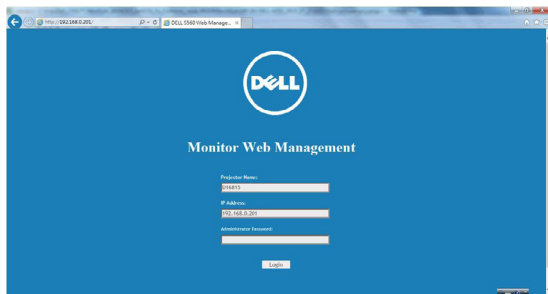 http://192.168.0.201/
DELL S560 Web Manage...
DELL
Monitor Web Management
Projector Name:
D16815
IP Address:
192.168.0.201
Administrator Password:
Login